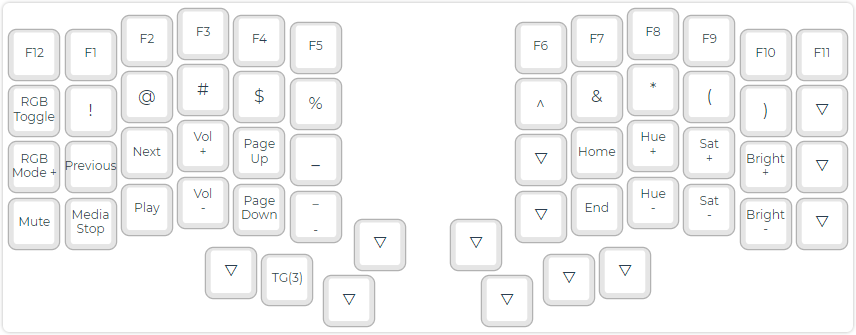 F12 F1 F2 F3 F4 F5 F6 F7 F8 F9 F10 F11
RGB Toggle ! @ # $ % ^ & * ( ) ▽
RGB Mode + Previous Next Vol + Page Up _ ▽ Home Hue + Sat + Bright + ▽
Mute Media Stop Play Vol - Page Down _ - ▽ End Hue - Sat - Bright - ▽
▽ TG(3) ▽ ▽ ▽ ▽ ▽ ▽